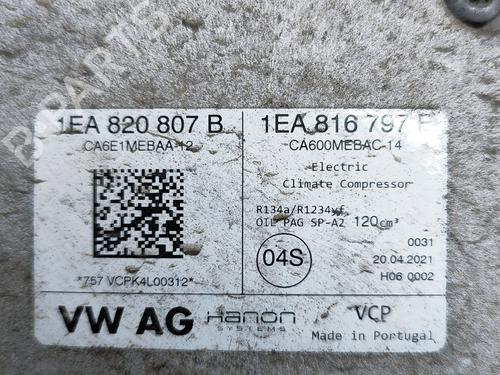 1EA 820 807 B
CA6E1MEBAA-12
*757 VCPK4L00312*
1EA 816 797
CA600MEBAC-14
Electric
Climate Compressor
R134a/R1234yf
OIL PAG SP-A2 120cm³
04S
0031
20.04.2021
H06 0002
VW AG
Hanon
SYSTEMS
VCP
Made in Portugal